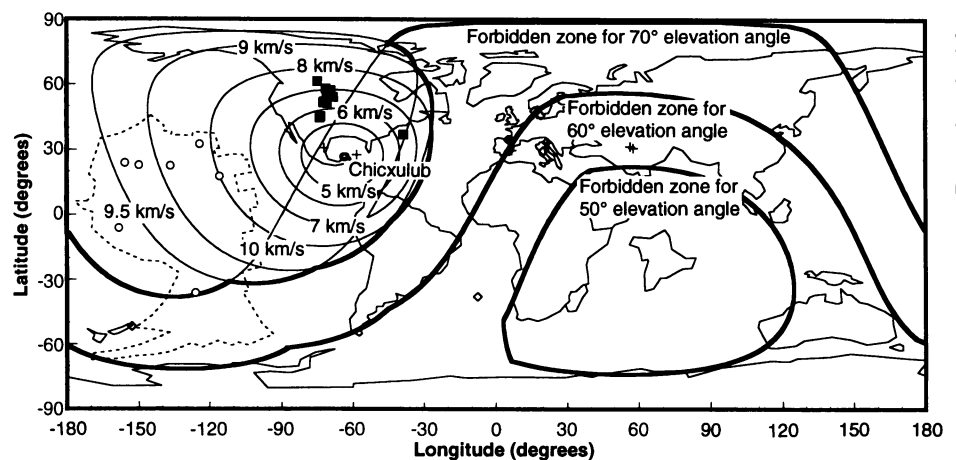 90
60
30
0
-30
-60
-90
Latitude (degrees)
9 km/s
8 km/s
6 km/s
Chicxulub
5 km/s
9.5 km/s
7 km/s
10 km/s
Forbidden zone for 70° elevation angle
Forbidden zone for
60° elevation angle
Forbidden zone for
50° elevation angle
-180 -150 -120 -90 -60 -30 0 30 60 90 120 150 180
Longitude (degrees)